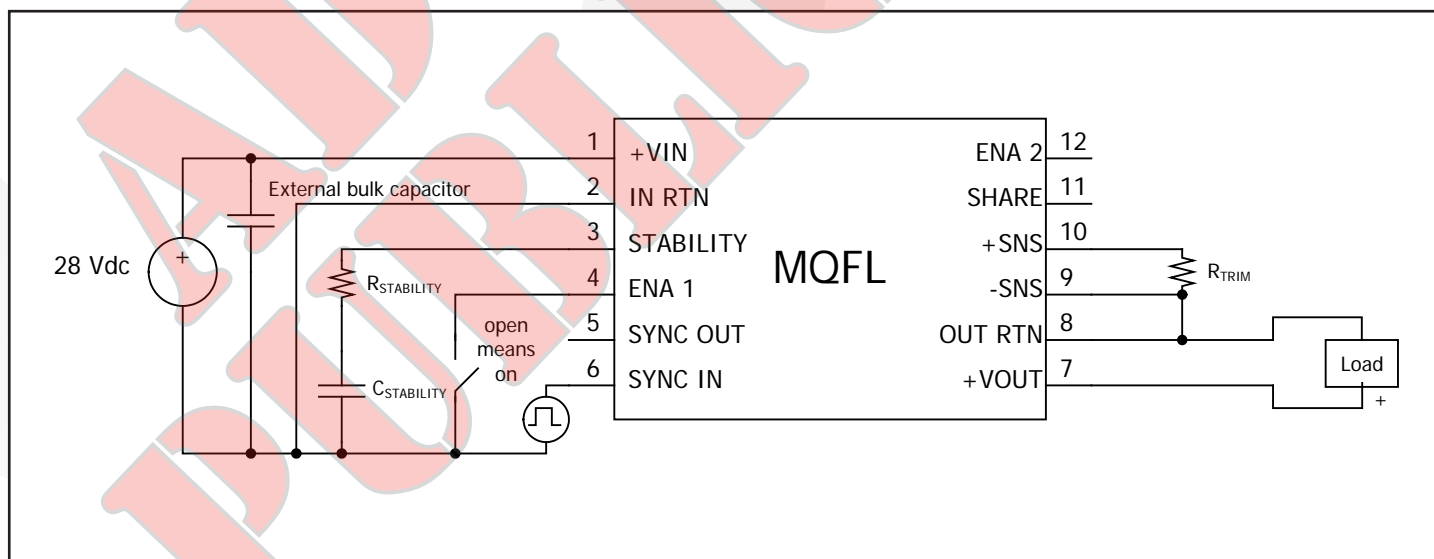 1 +VIN
2 IN RTN
3 STABILITY
4 ENA 1
5 SYNC OUT
6 SYNC IN
ENA 2 12
SHARE 11
+SNS 10
-SNS 9
OUT RTN 8
+VOUT 7
MQFL
28 Vdc
+
External bulk capacitor
RSTABILITY
CSTABILITY
open
means
on
RTRIM
Load
+
PUBLIC